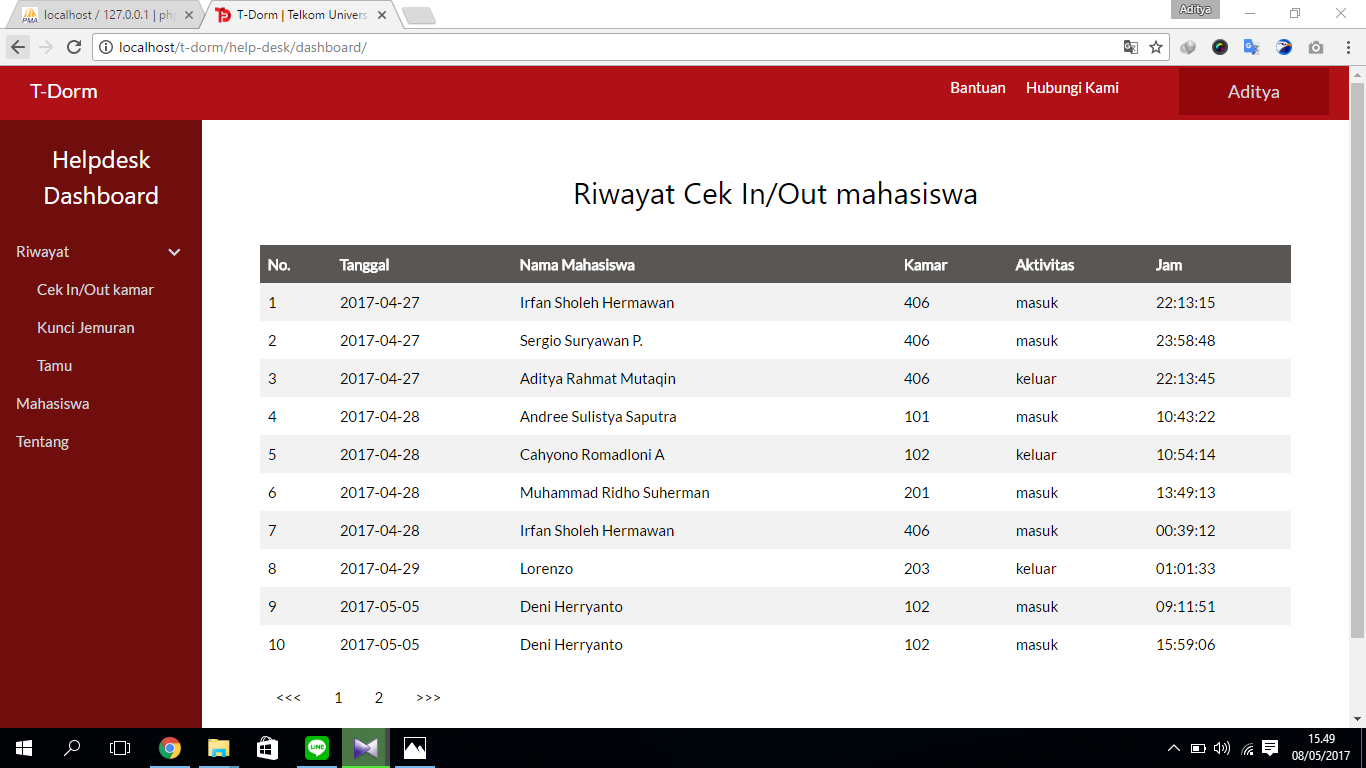 localhost / 127.0.0.1 | ph
T-Dorm | Telkom Univers
Aditya
localhost/t-dorm/help-desk/dashboard/
T-Dorm
Bantuan
Hubungi Kami
Aditya
Helpdesk
Dashboard
Riwayat
Cek In/Out kamar
Kunci Jemuran
Tamu
Mahasiswa
Tentang
Riwayat Cek In/Out mahasiswa
No. Tanggal Nama Mahasiswa Kamar Aktivitas Jam
1 2017-04-27 Irfan Sholeh Hermawan 406 masuk 22:13:15
2 2017-04-27 Sergio Suryawan P. 406 masuk 23:58:48
3 2017-04-27 Aditya Rahmat Mutaqin 406 keluar 22:13:45
4 2017-04-28 Andree Sulistya Saputra 101 masuk 10:43:22
5 2017-04-28 Cahyono Romadloni A 102 keluar 10:54:14
6 2017-04-28 Muhammad Ridho Suherman 201 masuk 13:49:13
7 2017-04-28 Irfan Sholeh Hermawan 406 masuk 00:39:12
8 2017-04-29 Lorenzo 203 keluar 01:01:33
9 2017-05-05 Deni Herryanto 102 masuk 09:11:51
10 2017-05-05 Deni Herryanto 102 masuk 15:59:06
<<< 1 2 >>>
LINE
15.49
08/05/2017